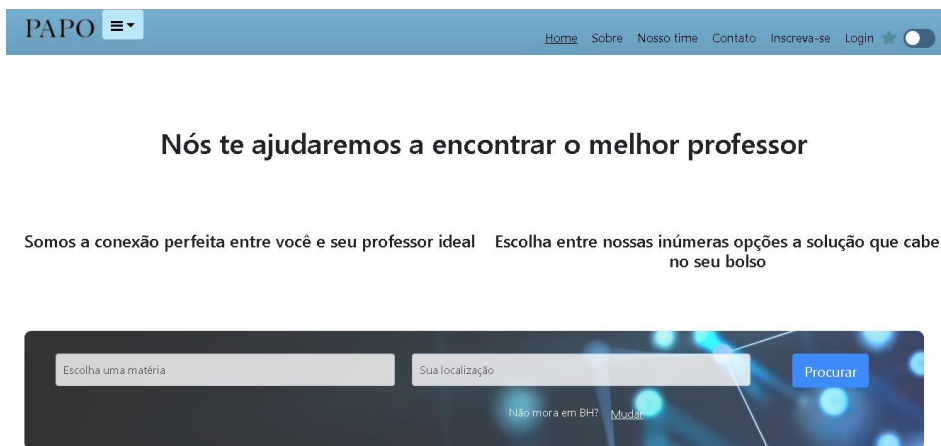 PAPO
Home Sobre Nosso time Contato Inscreva-se Login
Nós te ajudaremos a encontrar o melhor professor
Somos a conexão perfeita entre você e seu professor ideal
Escolha entre nossas inúmeras opções a solução que cabe
no seu bolso
Escolha uma matéria
Sua localização
Procurar
Não mora em BH? Mudar